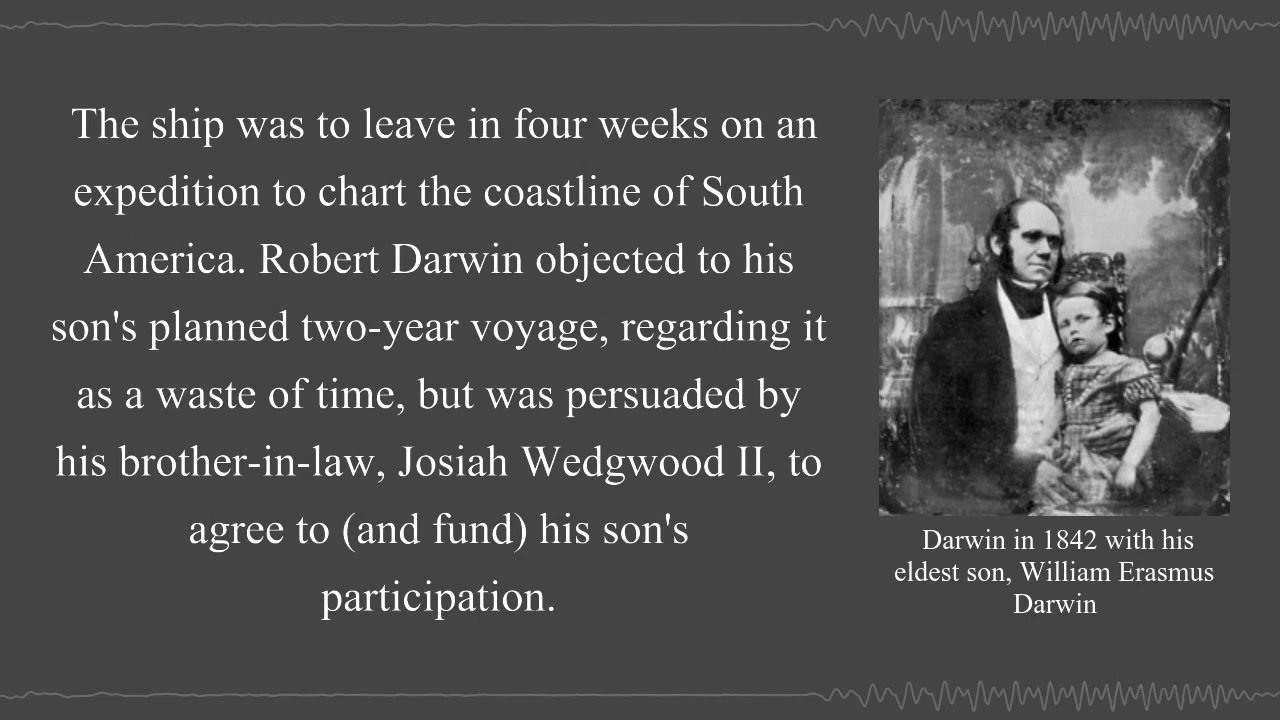 The ship was to leave in four weeks on an
expedition to chart the coastline of South
America. Robert Darwin objected to his
son's planned two-year voyage, regarding it
as a waste of time, but was persuaded by
his brother-in-law, Josiah Wedgwood II, to
agree to (and fund) his son's
participation.
Darwin in 1842 with his
eldest son, William Erasmus
Darwin